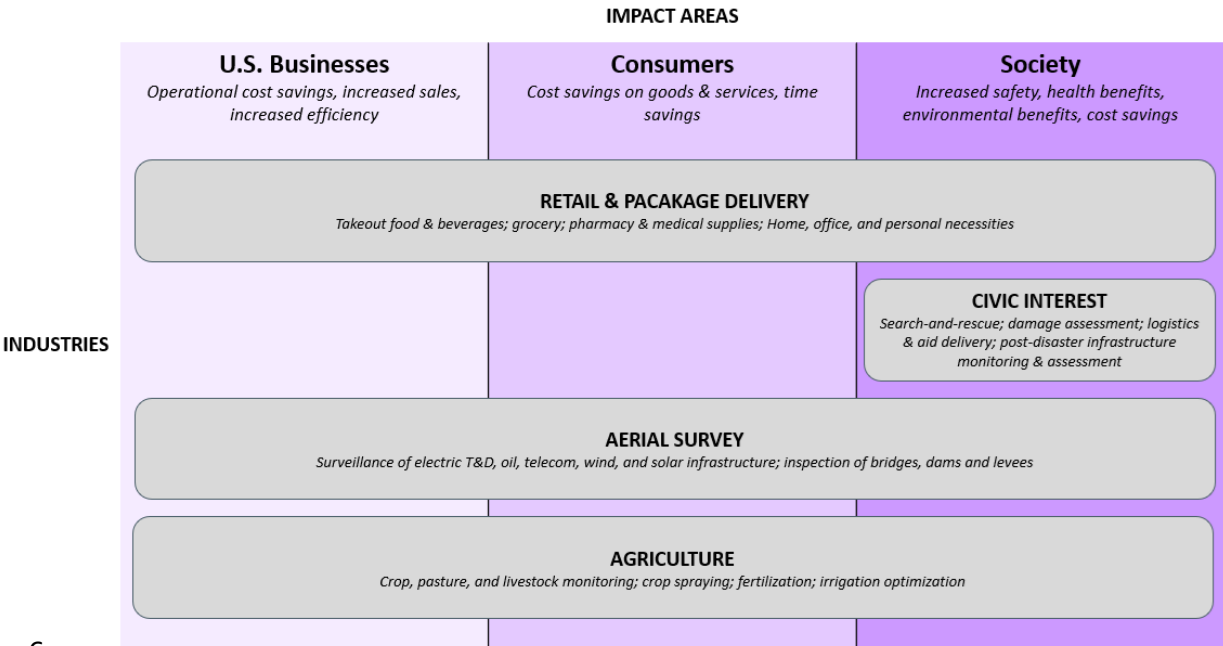 IMPACT AREAS
U.S. Businesses
Operational cost savings, increased sales,
increased efficiency
Consumers
Cost savings on goods & services, time
savings
Society
Increased safety, health benefits,
environmental benefits, cost savings
RETAIL & PACAKAGE DELIVERY
Takeout food & beverages; grocery; pharmacy & medical supplies; Home, office, and personal necessities
CIVIC INTEREST
Search-and-rescue; damage assessment; logistics
& aid delivery; post-disaster infrastructure
monitoring & assessment
INDUSTRIES
AERIAL SURVEY
Surveillance of electric T&D, oil, telecom, wind, and solar infrastructure; inspection of bridges, dams and levees
AGRICULTURE
Crop, pasture, and livestock monitoring; crop spraying; fertilization; irrigation optimization